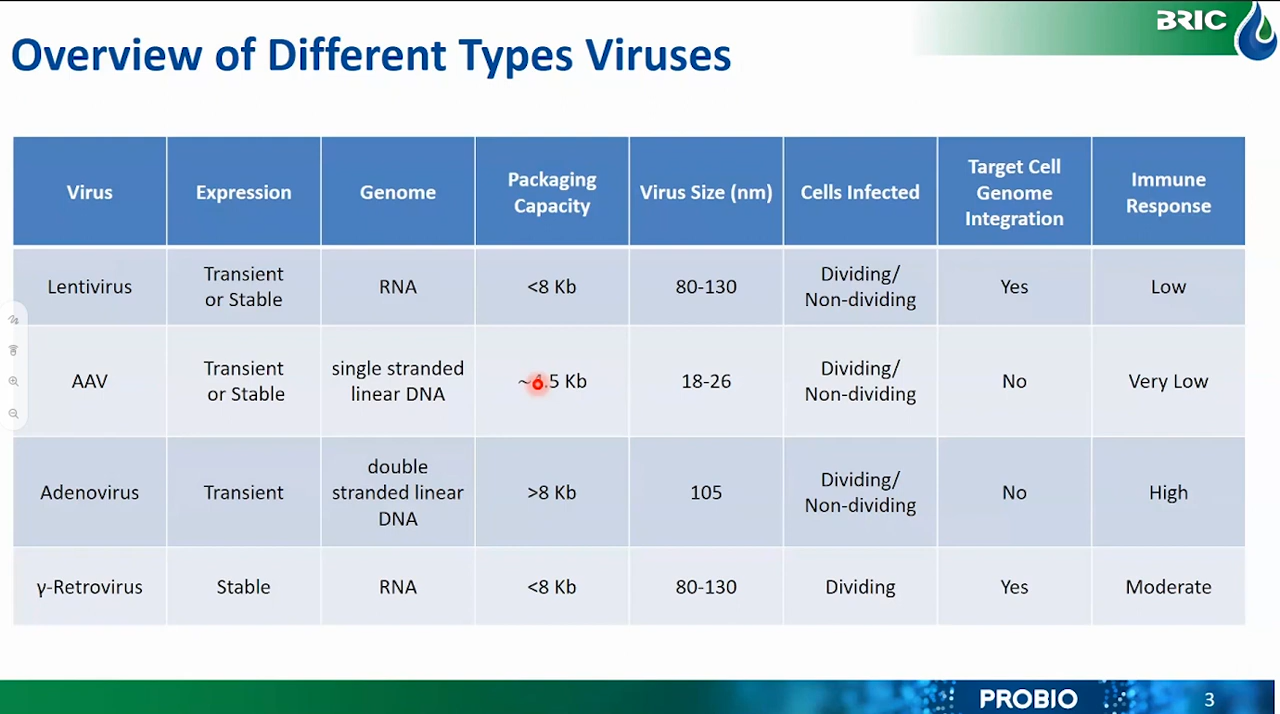 BRIC
Overview of Different Types Viruses
Virus
Expression
Genome
Packaging
Capacity
Virus Size (nm)
Cells Infected
Target Cell
Genome
Integration
Immune
Response
Lentivirus
Transient
or Stable
RNA
<8 Kb
80-130
Dividing/
Non-dividing
Yes
Low
AAV
Transient
or Stable
single stranded
linear DNA
Kb
18-26
Dividing/
Non-dividing
No
Very Low
Adenovirus
Transient
double
stranded linear
DNA
>8 Kb
105
Dividing/
Non-dividing
No
High
γ-Retrovirus
Stable
RNA
<8 Kb
80-130
Dividing
Yes
Moderate
PROBIO
3